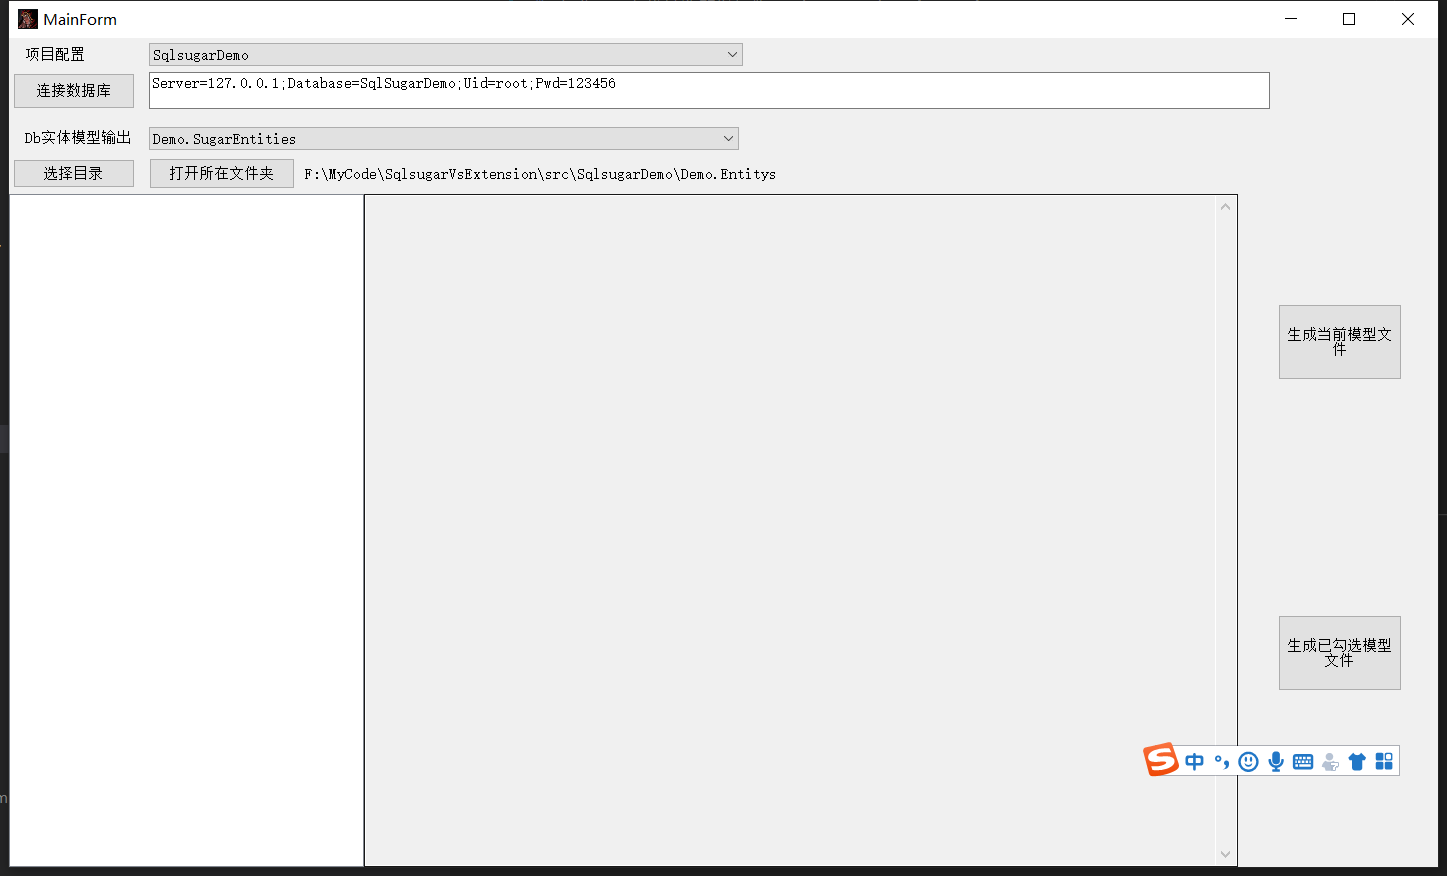 MainForm
项目配置
SqlsugarDemo
连接数据库
Server=127.0.0.1;Database=SqlSugarDemo;Uid=root;Pwd=123456
Db实体模型输出
Demo.SugarEntities
选择目录
打开所在文件夹
F:\MyCode\SqlsugarVsExtension\src\SqlsugarDemo\Demo.Entitys
生成当前模型文
件
生成已勾选模型
文件
中
m